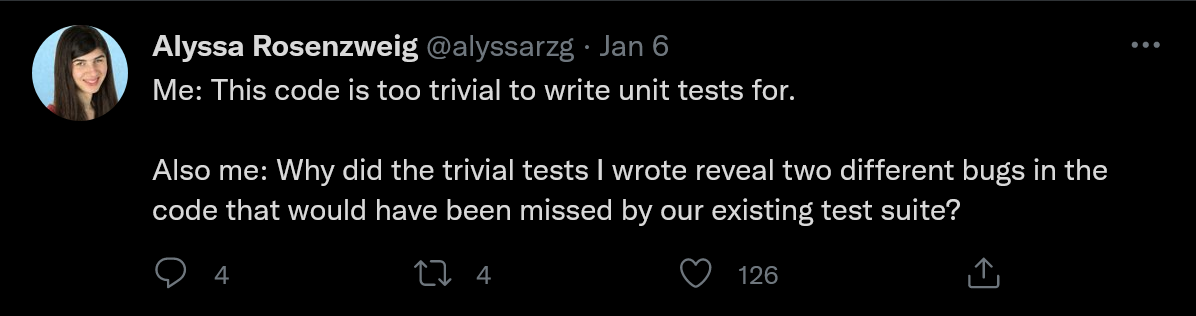 Alyssa Rosenzweig @alyssarzg · Jan 6
Me: This code is too trivial to write unit tests for.
Also me: Why did the trivial tests I wrote reveal two different bugs in the
code that would have been missed by our existing test suite?
4 4 126